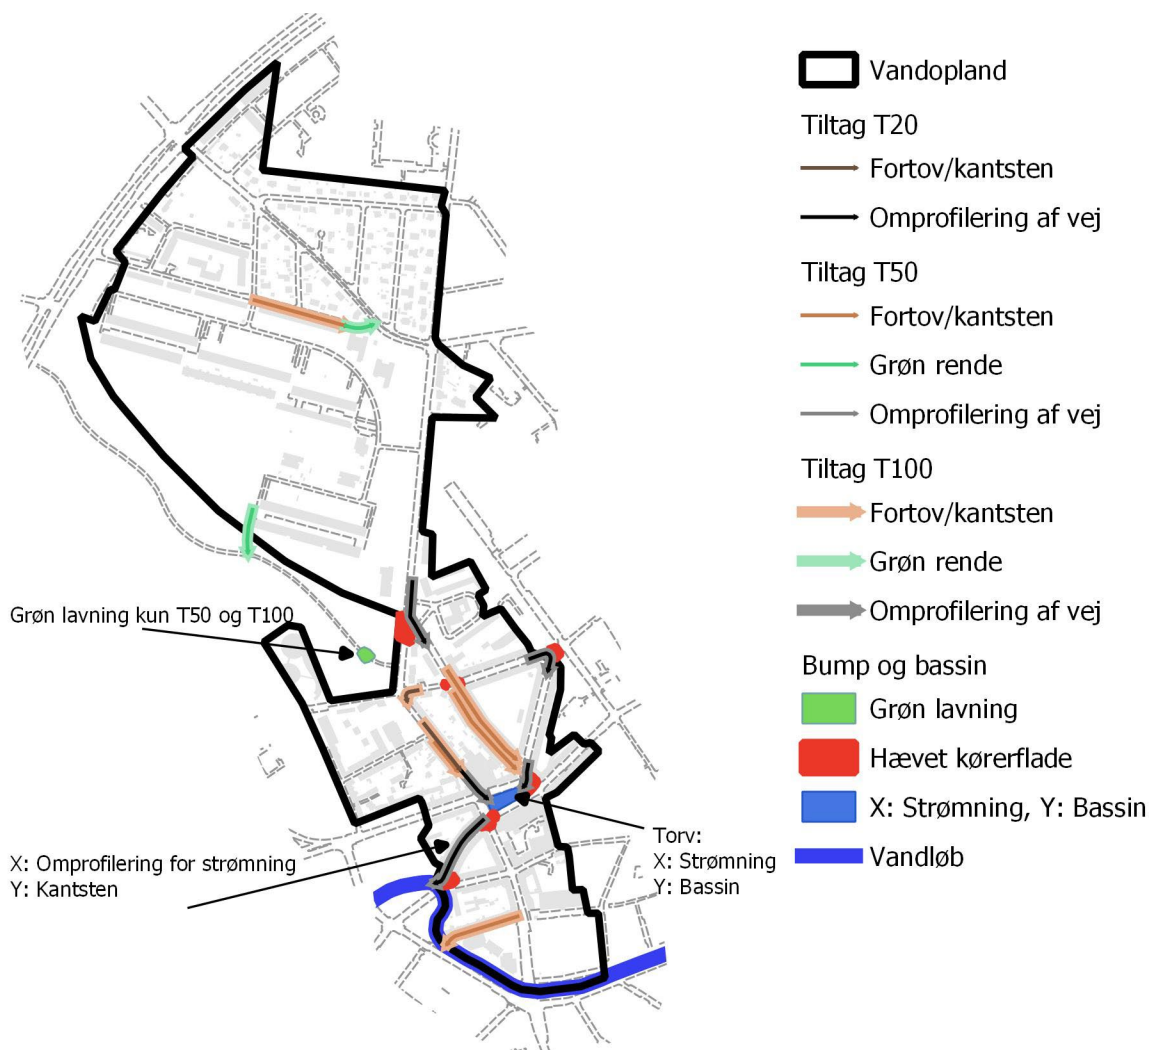 Vandopland
Tiltag T20
Fortov/kantsten
Omprofilering af vej
Tiltag T50
Fortov/kantsten
Grøn rende
Omprofilering af vej
Tiltag T100
Fortov/kantsten
Grøn rende
Omprofilering af vej
Bump og bassin
Grøn lavning
Hævet kørerflade
X: Strømning, Y: Bassin
Vandløb
Grøn lavning kun T50 og T100
X: Omprofilering for strømning
Y: Kantsten
Torv:
X: Strømning
Y: Bassin